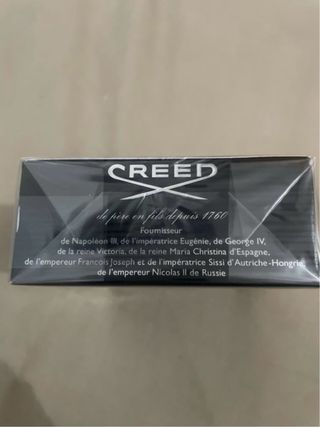 CREED
de père en fils depuis 1760
Fournisseur
de Napoléon III, de l'impératrice Eugénie, de George IV,
de la reine Victoria, de la reine Maria Christina d'Espagne,
de l'empereur François Joseph et de l'impératrice Sissi d'Autriche-Hongrie,
de l'empereur Nicolas II de Russie